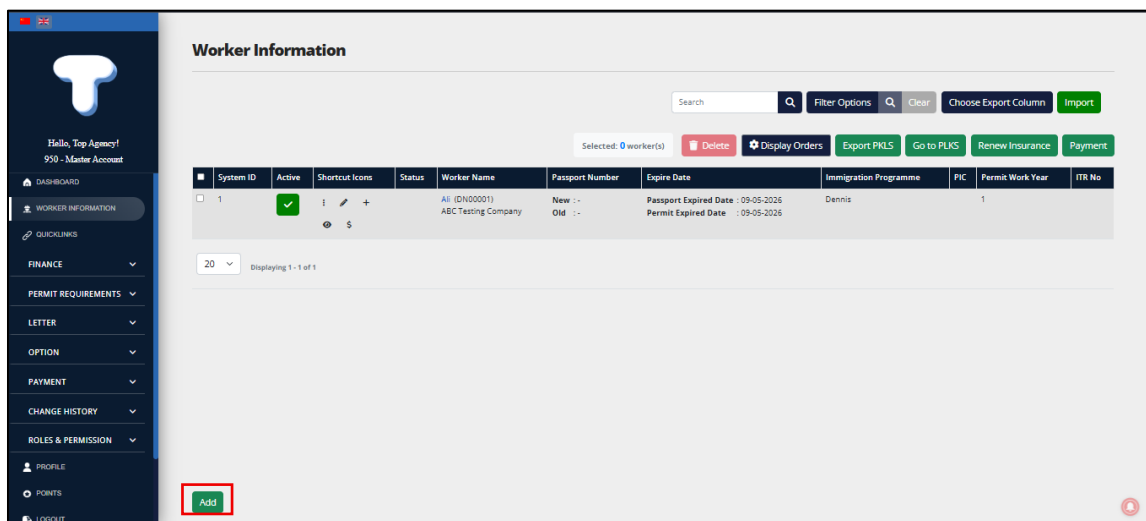 Worker Information
Search
Filter Options
Clear
Choose Export Column
Import
Hello, Top Agency!
950 - Master Account
Selected: 0 worker(s)
Delete
Display Orders
Export PKLS
Go to PLKS
Renew Insurance
Payment
DASHBOARD
WORKER INFORMATION
QUICKLINKS
FINANCE
PERMIT REQUIREMENTS
LETTER
OPTION
PAYMENT
CHANGE HISTORY
ROLES & PERMISSION
PROFILE
POINTS
LOGOUT
System ID Active Shortcut Icons Status Worker Name Passport Number Expire Date Immigration Programme PIC Permit Work Year ITR No
1 Ali (DN00001) New : - Passport Expired Date : 09-05-2026 Dennis 1
ABC Testing Company Old : - Permit Expired Date : 09-05-2026
20 Displaying 1 - 1 of 1
Add